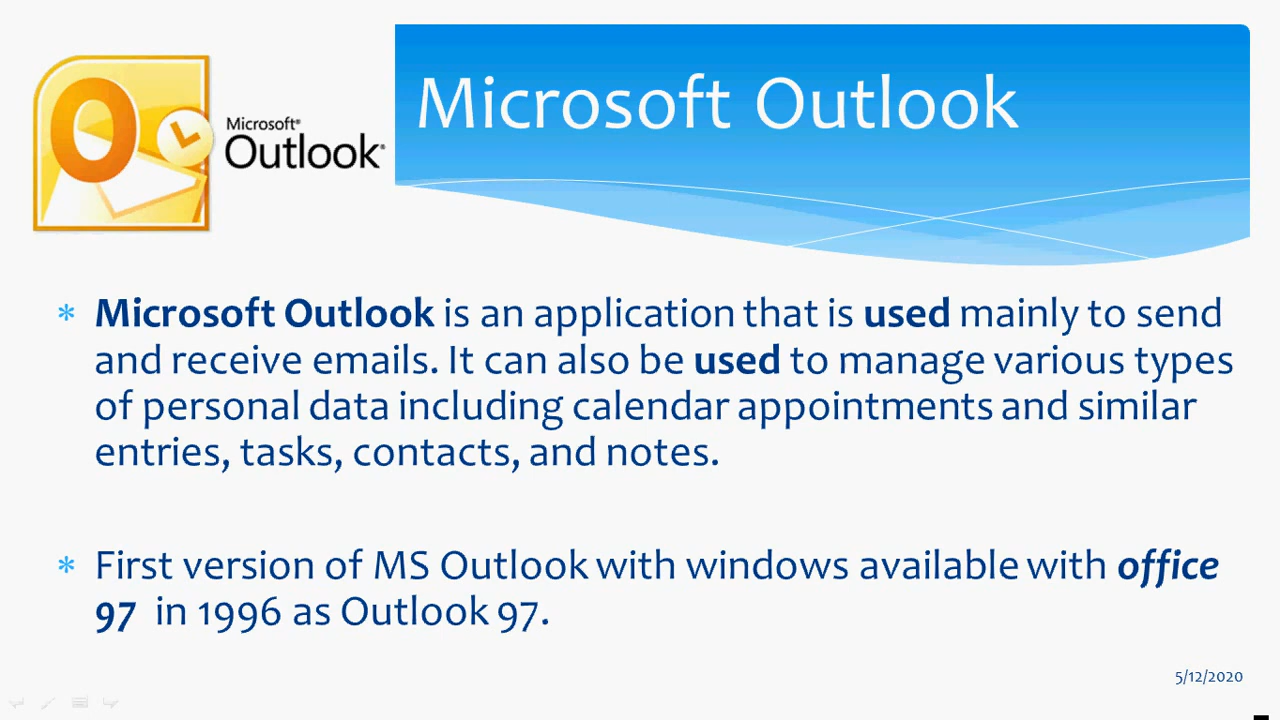 Microsoft®
Outlook®
Microsoft Outlook
* Microsoft Outlook is an application that is used mainly to send
and receive emails. It can also be used to manage various types
of personal data including calendar appointments and similar
entries, tasks, contacts, and notes.
* First version of MS Outlook with windows available with office
97 in 1996 as Outlook 97.
5/12/2020